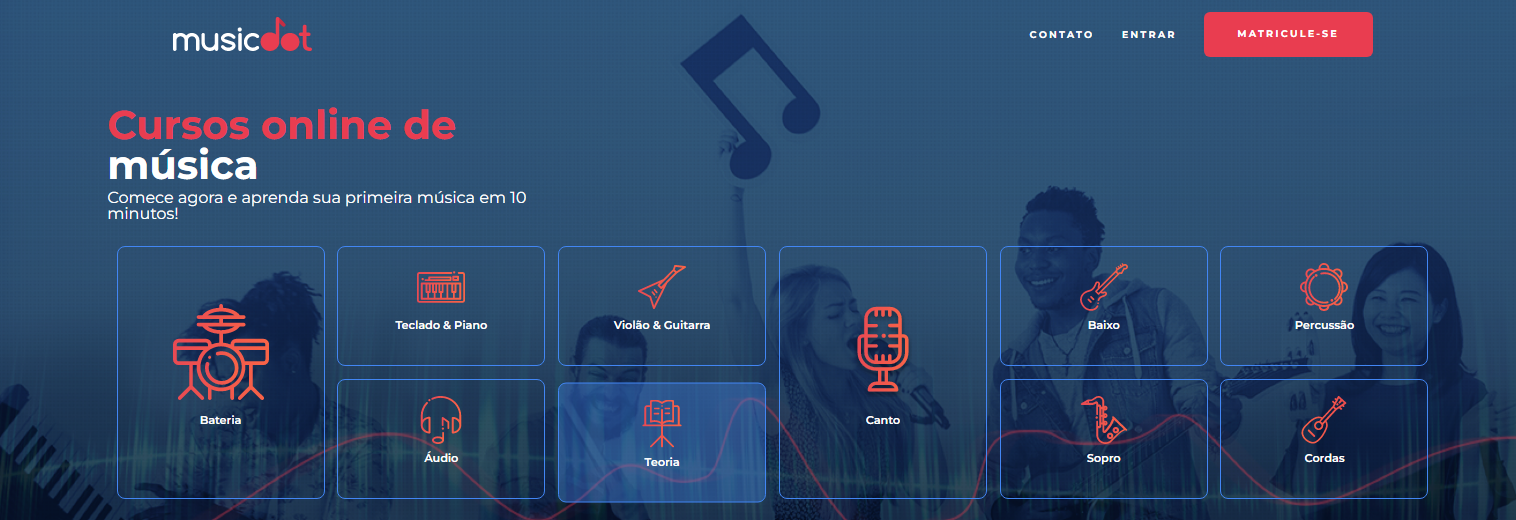 musicdot
CONTATO
ENTRAR
MATRICULE-SE
Cursos online de
música
Comece agora e aprenda sua primeira música em 10
minutos!
Bateria
Teclado & Piano
Violão & Guitarra
Canto
Baixo
Percussão
Áudio
Teoria
Sopro
Cordas